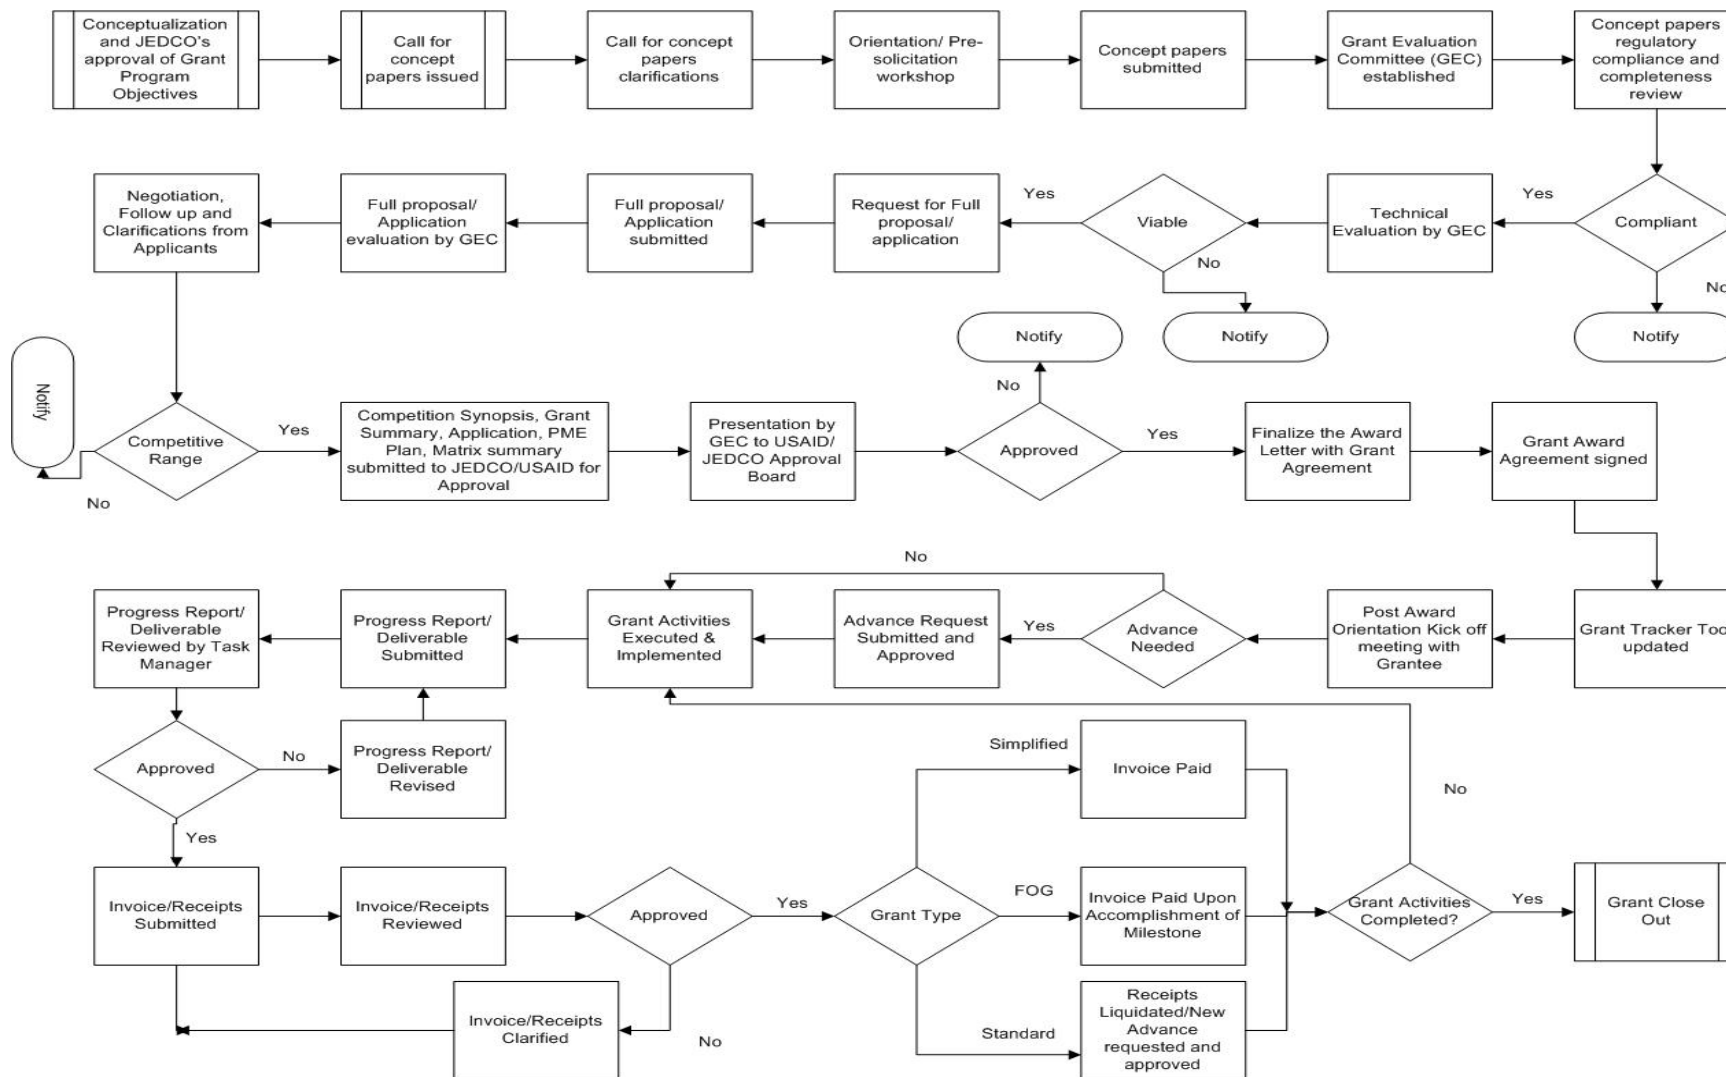 Conceptualization
and JEDCO's
approval of Grant
Program
Objectives
Call for
concept
papers issued
Call for concept
papers
clarifications
Orientation/ Pre-
solicitation
workshop
Concept papers
submitted
Grant Evaluation
Committee (GEC)
established
Concept papers
regulatory
compliance and
completeness
review
Negotiation,
Follow up and
Clarifications from
Applicants
Full proposal/
Application
evaluation by GEC
Full proposal/
Application
submitted
Request for Full
proposal/
application
Yes
Viable
No
Technical
Evaluation by GEC
Yes
Compliant
No
Notify
Notify
Notify
Notify
No
Competitive
Range
No
Yes
Competition Synopsis, Grant
Summary, Application, PME
Plan, Matrix summary
submitted to JEDCO/USAID for
Approval
Presentation by
GEC to USAID/
JEDCO Approval
Board
Approved
Yes
Finalize the Award
Letter with Grant
Agreement
Grant Award
Agreement signed
No
Progress Report/
Deliverable
Reviewed by Task
Manager
Progress Report/
Deliverable
Submitted
Grant Activities
Executed &
Implemented
Advance Request
Submitted and
Approved
Yes
Advance
Needed
Post Award
Orientation Kick off
meeting with
Grantee
Grant Tracker Too
updated
Approved
No
Progress Report/
Deliverable
Revised
Yes
Simplified
Invoice Paid
No
Invoice/Receipts
Submitted
Invoice/Receipts
Reviewed
Approved
Yes
Grant Type
FOG
Invoice Paid Upon
Accomplishment of
Milestone
Grant Activities
Completed?
Yes
Grant Close
Out
Invoice/Receipts
Clarified
No
Standard
Receipts
Liquidated/New
Advance
requested and
approved